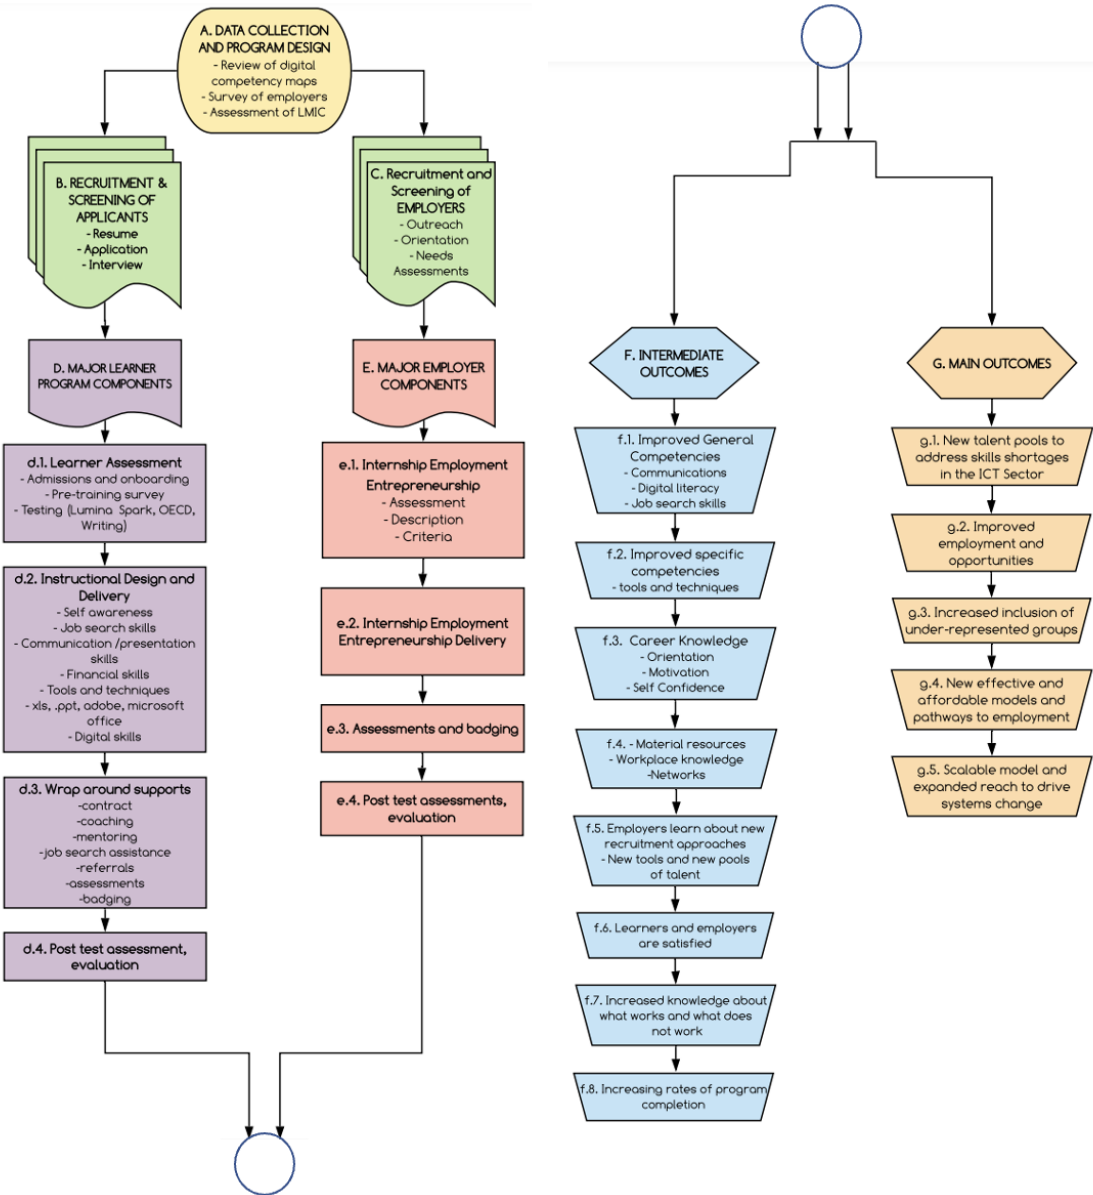 A. DATA COLLECTION
AND PROGRAM DESIGN
- Review of digital
competency maps
- Survey of employers
- Assessment of LMIC
B. RECRUITMENT &
SCREENING OF
APPLICANTS
- Resume
- Application
- Interview
C. Recruitment and
Screening of
EMPLOYERS
- Outreach
- Orientation
- Needs
Assessments
D. MAJOR LEARNER
PROGRAM COMPONENTS
E. MAJOR EMPLOYER
COMPONENTS
d.1. Learner Assessment
- Admissions and onboarding
- Pre-training survey
- Testing (Lumina Spark, OECD,
Writing)
d.2. Instructional Design and
Delivery
- Self awareness
- Job search skills
- Communication /presentation
skills
- Financial skills
- Tools and techniques
- xls, .ppt, adobe, microsoft
office
- Digital skills
d.3. Wrap around supports
-contract
-coaching
-mentoring
-job search assistance
-referrals
-assessments
-badging
d.4. Post test assessment,
evaluation
e.1. Internship Employment
Entrepreneurship
- Assessment
- Description
- Criteria
e.2. Internship Employment
Entrepreneurship Delivery
e.3. Assessments and badging
e.4. Post test assessments,
evaluation
F. INTERMEDIATE
OUTCOMES
f.1. Improved General
Competencies
- Communications
- Digital literacy
- Job search skills
f.2. Improved specific
competencies
- tools and techniques
f.3. Career Knowledge
- Orientation
- Motivation
- Self Confidence
f.4. - Material resources
- Workplace knowledge
-Networks
f.5. Employers learn about new
recruitment approaches
- New tools and new pools
of talent
f.6. Learners and employers
are satisfied
f.7. Increased knowledge about
what works and what does
not work
f.8. Increasing rates of program
completion
G. MAIN OUTCOMES
g.1. New talent pools to
address skills shortages
in the ICT Sector
g.2. Improved
employment and
opportunities
g.3. Increased inclusion of
under-represented groups
g.4. New effective and
affordable models and
pathways to employment
g.5. Scalable model and
expanded reach to drive
systems change